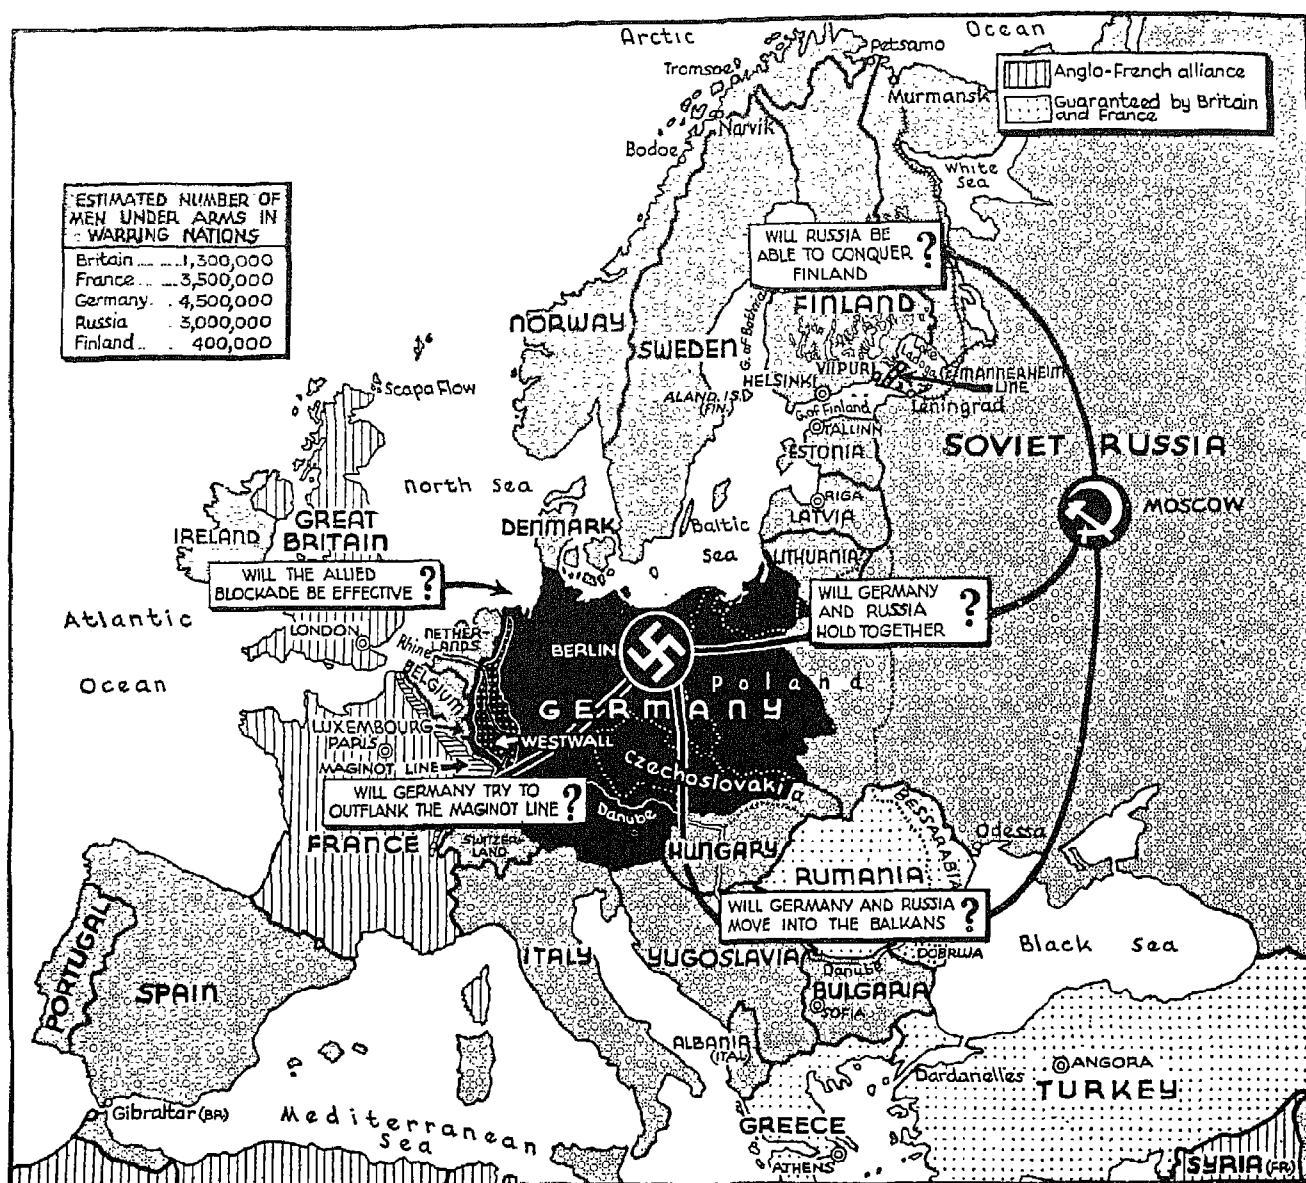 Arctic
Ocean
Petsamo
Tromsoe
Murmansk
Narvik
Bodoe
White
Sea
Anglo-French alliance
Guaranteed by Britain
and France
ESTIMATED NUMBER OF
MEN UNDER ARMS IN
WARRING NATIONS
Britain 1,300,000
France 3,500,000
Germany 4,500,000
Russia 3,000,000
Finland 400,000
WILL RUSSIA BE
ABLE TO CONQUER
FINLAND ?
FINLAND
NORWAY
SWEDEN
G. of Bothnia
Lake
Ladoga
VIIPURI
MANNERHEIM
LINE
HELSINKI
ALAND. IS.D
(FIN.)
Leningrad
G. of Finland
TALLINN
Scapa Flow
ESTONIA
SOVIET RUSSIA
North Sea
RIGA
LATVIA
MOSCOW
GREAT
BRITAIN
IRELAND
DENMARK
Baltic
Sea
LITHUANIA
WILL THE ALLIED
BLOCKADE BE EFFECTIVE ?
WILL GERMANY
AND RUSSIA
HOLD TOGETHER ?
Atlantic
Ocean
LONDON
NETHER-
LANDS
Rhine
BELGIUM
BERLIN
Poland
GERMANY
LUXEMBOURG
PARIS
WESTWALL
MAGINOT LINE
Czechoslovakia
WILL GERMANY TRY TO
OUTFLANK THE MAGINOT LINE ?
Danube
BESSARABIA
Odessa
FRANCE
SWITZER-
LAND
HUNGARY
RUMANIA
WILL GERMANY AND RUSSIA
MOVE INTO THE BALKANS ?
PORTUGAL
SPAIN
ITALY
YUGOSLAVIA
Danube
DOBRUJA
Black Sea
BULGARIA
SOFIA
ALBANIA
(ITAL)
Dardanelles
ANGORA
TURKEY
Gibraltar (BR)
Mediterranean
Sea
GREECE
ATHENS
SYRIA (FR)